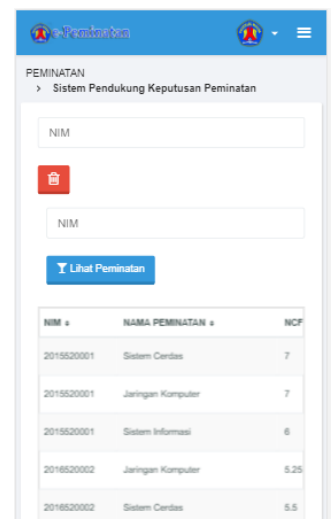 e-Peminatan
PEMINATAN
> Sistem Pendukung Keputusan Peminatan
NIM
NIM
Lihat Peminatan
NIM NAMA PEMINATAN NCF
2015520001 Sistem Cerdas 7
2015520001 Jaringan Komputer 7
2015520001 Sistem Informasi 6
2016520002 Jaringan Komputer 5.25
2016520002 Sistem Cerdas 5.5